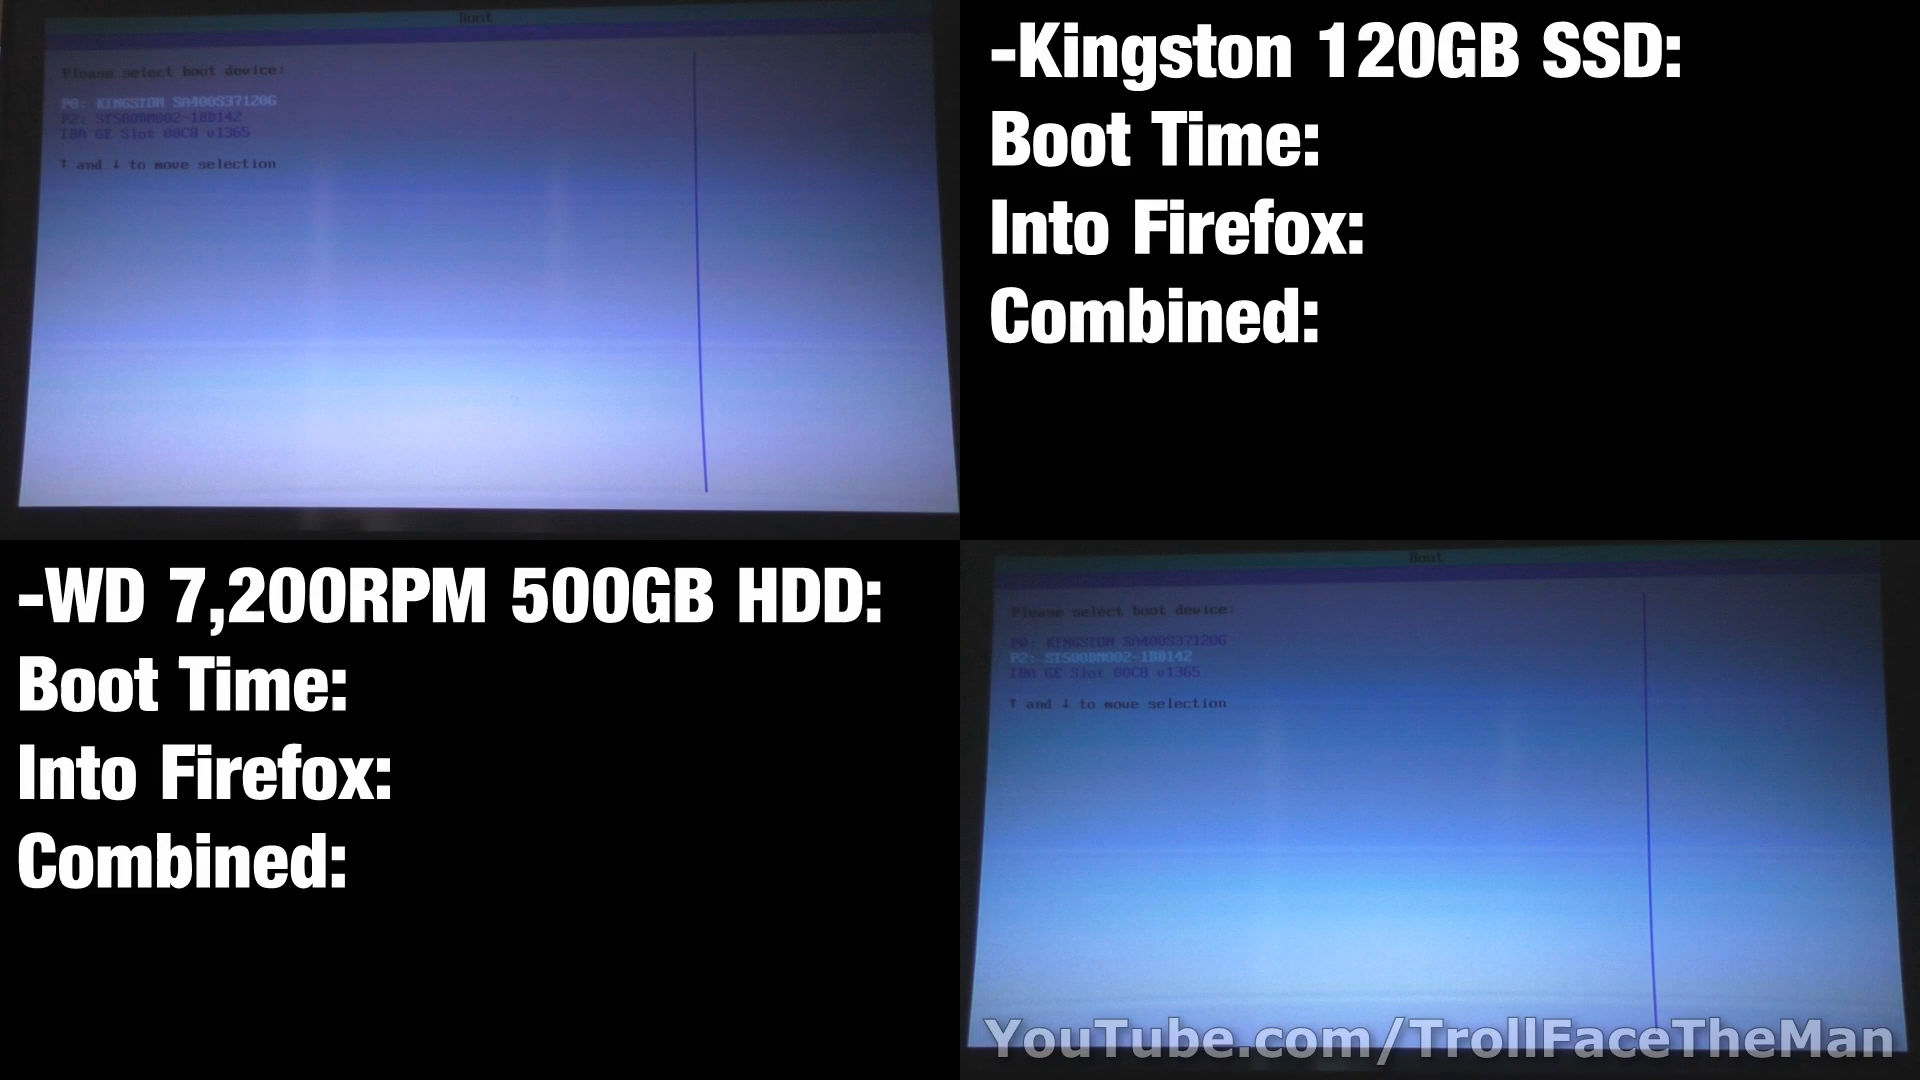 Boot
Please select boot device:
P0: KINGSTON SA400S37120G
P2: ST500DM002-1BD142
IBA GE Slot 00C8 v1365
↑ and ↓ to move selection
-Kingston 120GB SSD:
Boot Time:
Into Firefox:
Combined:
-WD 7,200RPM 500GB HDD:
Boot Time:
Into Firefox:
Combined:
Boot
Please select boot device:
P0: KINGSTON SA400S37120G
P2: ST500DM002-1BD142
IBA GE Slot 00C8 v1365
↑ and ↓ to move selection
YouTube.com/TrollFaceTheMan